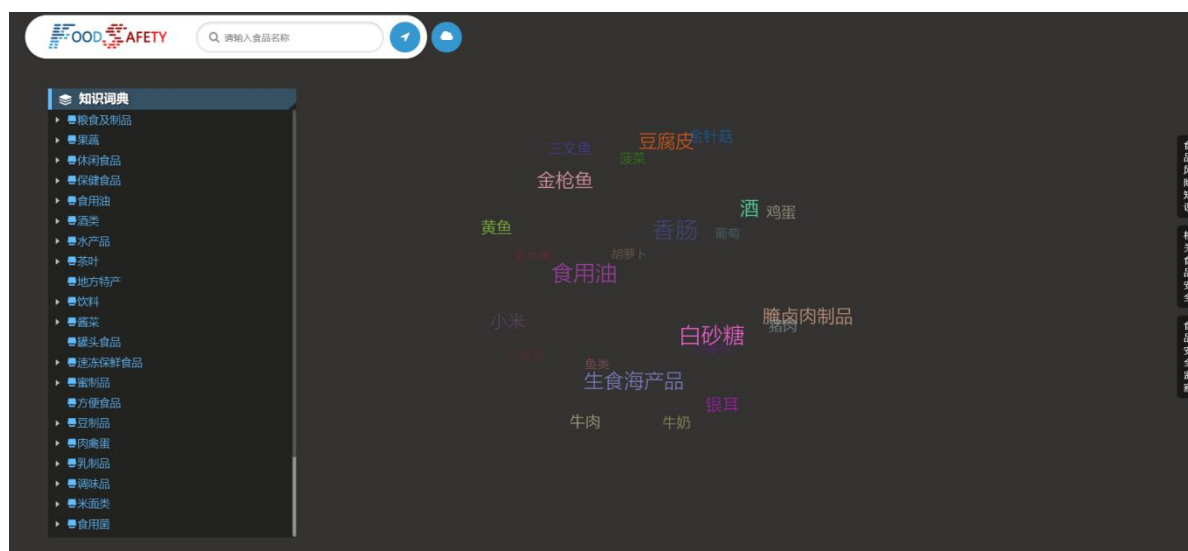 FOOD SAFETY
请输入食品名称
知识词典
粮食及制品
果蔬
休闲食品
保健食品
食用油
酒类
水产品
茶叶
地方特产
饮料
酱菜
罐头食品
速冻保鲜食品
蜜制品
方便食品
豆制品
肉禽蛋
乳制品
调味品
米面类
食用菌
豆腐皮
金针菇
三文鱼
菠菜
金枪鱼
酒
鸡蛋
黄鱼
香肠
葡萄
胡萝卜
食用油
小米
腌卤肉制品
猪肉
白砂糖
鱼类
生食海产品
银耳
牛肉
牛奶